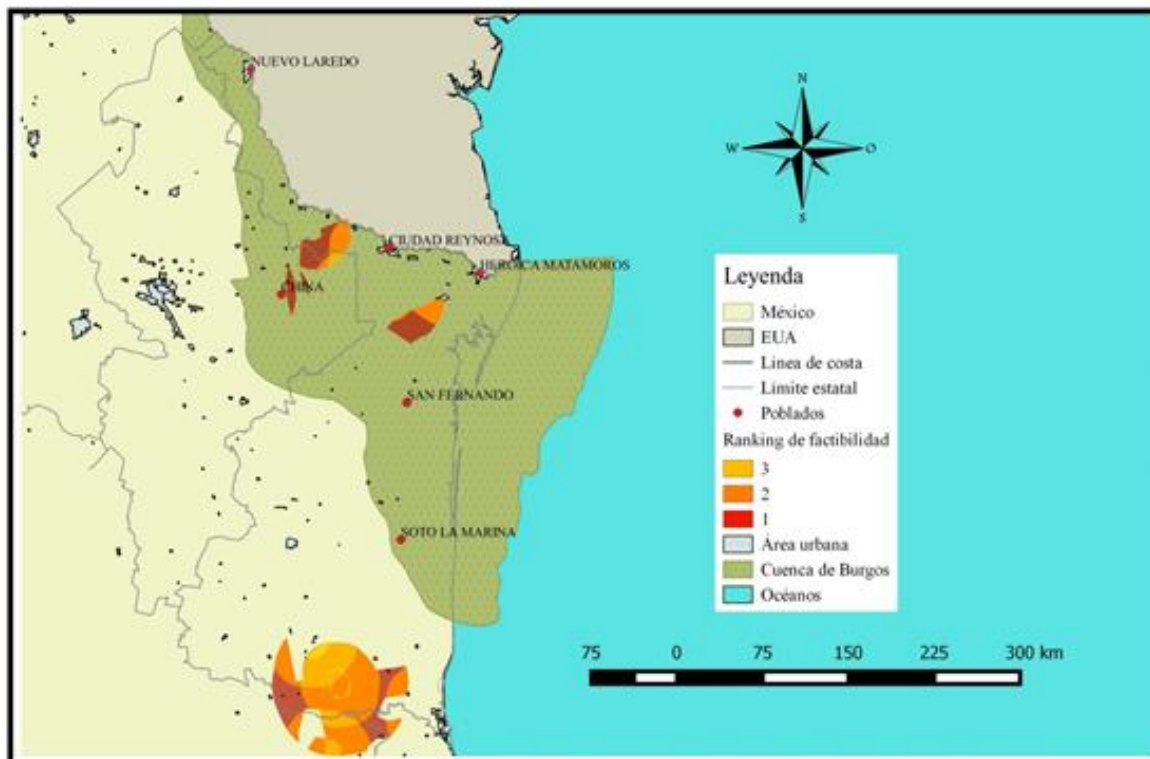 NUEVO LAREDO
N
W
O
S
CIUDAD REYNOSA
HEROICA MATAMOROS
CHINA
SAN FERNANDO
SOTO LA MARINA
Leyenda
México
EUA
Linea de costa
Límite estatal
Poblados
Ranking de factibilidad
3
2
1
Àrea urbana
Cuenca de Burgos
Océanos
75 0 75 150 225 300 km